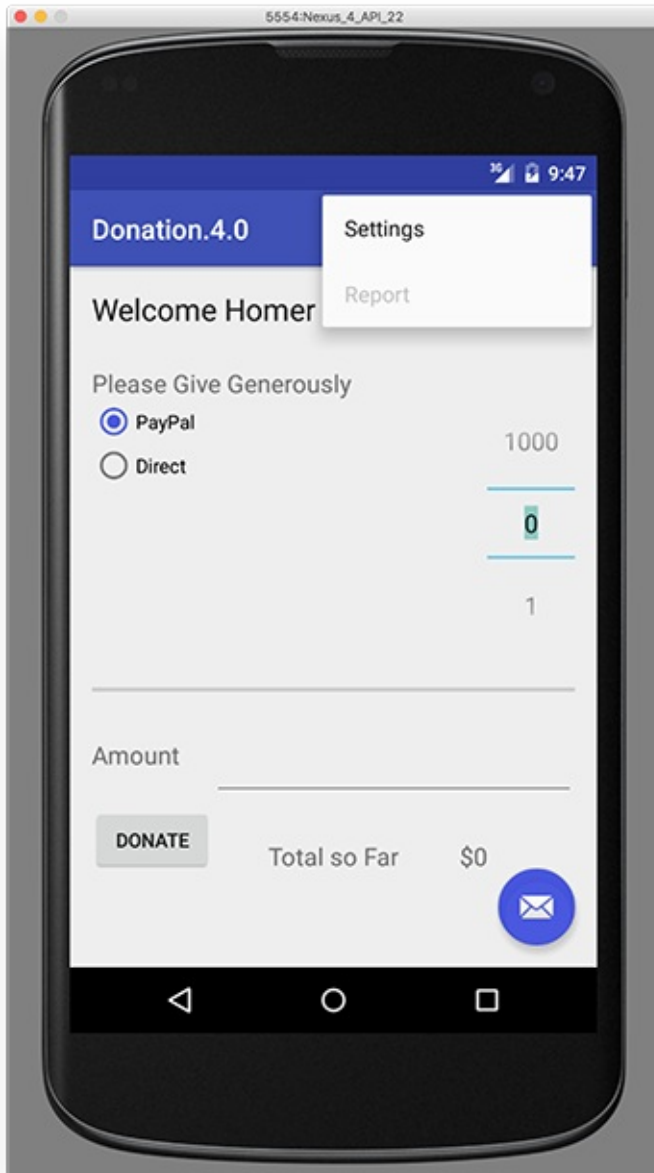 5554:Nexus_4_API_22
3G 9:47
Donation.4.0
Settings
Report
Welcome Homer
Please Give Generously
PayPal
Direct
1000
0
1
Amount
DONATE
Total so Far $0